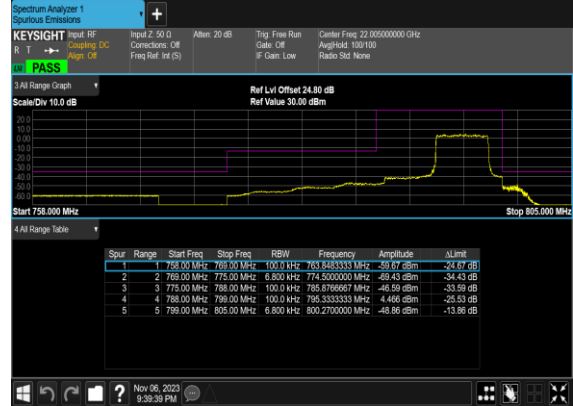 Spectrum Analyzer 1
Spurious Emissions
+
KEYSIGHT Input: RF
R T Coupling: DC
Align: Off
Input Z: 50 Ω
Corrections: Off
Freq Ref: Int (S)
Atten: 20 dB
Trig: Free Run
Gate: Off
IF Gain: Low
Center Freq: 22.005000000 GHz
Avg|Hold: 100/100
Radio Std: None
PASS
3.All Range Graph
Scale/Div 10.0 dB
Ref Lvl Offset 24.80 dB
Ref Value 30.00 dBm
20.0
10.0
0.00
-10.0
-20.0
-30.0
-40.0
-50.0
-60.0
Start 758.000 MHz
Stop 805.000 MHz
4.All Range Table
Spur Range Start Freq Stop Freq RBW Frequency Amplitude ΔLimit
1 1 758.00 MHz 769.00 MHz 100.0 kHz 763.8483333 MHz -59.67 dBm -24.67 dB
2 2 769.00 MHz 775.00 MHz 6.800 kHz 774.5000000 MHz -69.43 dBm -34.43 dB
3 3 775.00 MHz 788.00 MHz 100.0 kHz 785.8766667 MHz -46.59 dBm -33.59 dB
4 4 788.00 MHz 799.00 MHz 100.0 kHz 795.3333333 MHz 4.466 dBm -25.53 dB
5 5 799.00 MHz 805.00 MHz 6.800 kHz 800.2700000 MHz -48.86 dBm -13.86 dB
?
Nov 06, 2023
9:39:39 PM